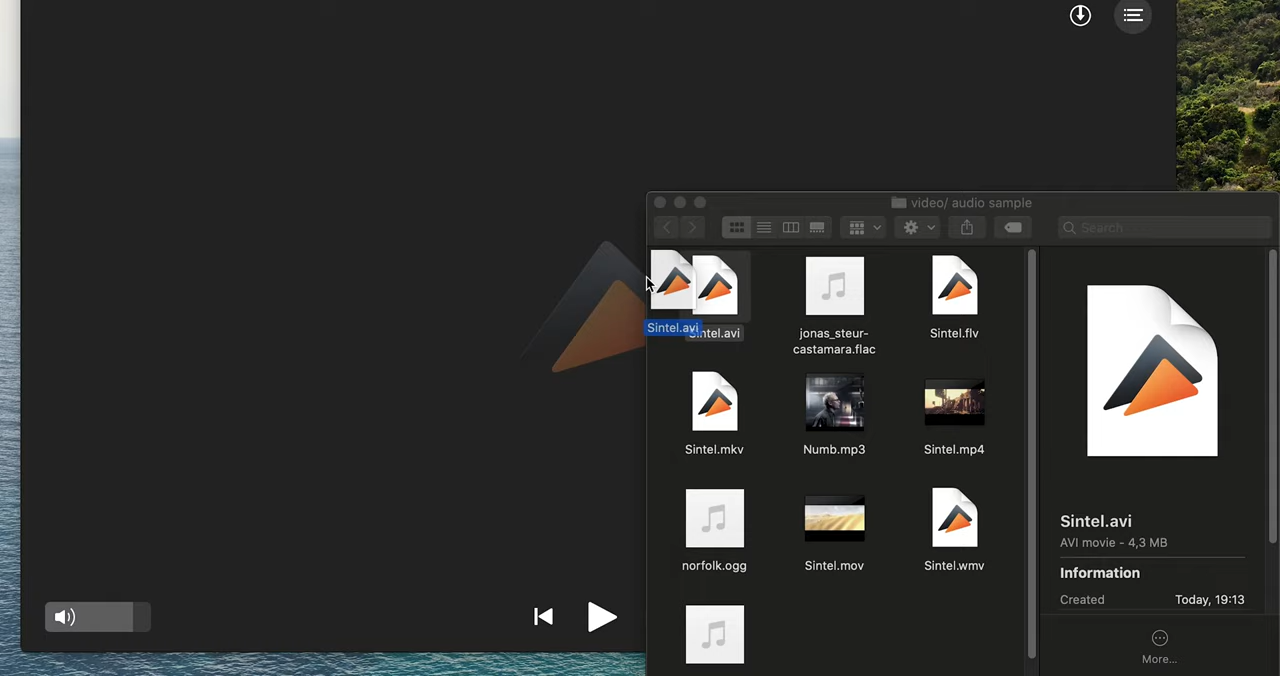 video/ audio sample
Search
Sintel.avi
Sintel.avi
jonas_steur-
castamara.flac
Sintel.flv
Sintel.mkv
Numb.mp3
Sintel.mp4
norfolk.ogg
Sintel.mov
Sintel.wmv
Sintel.avi
AVI movie - 4,3 MB
Information
Created Today, 19:13
More...